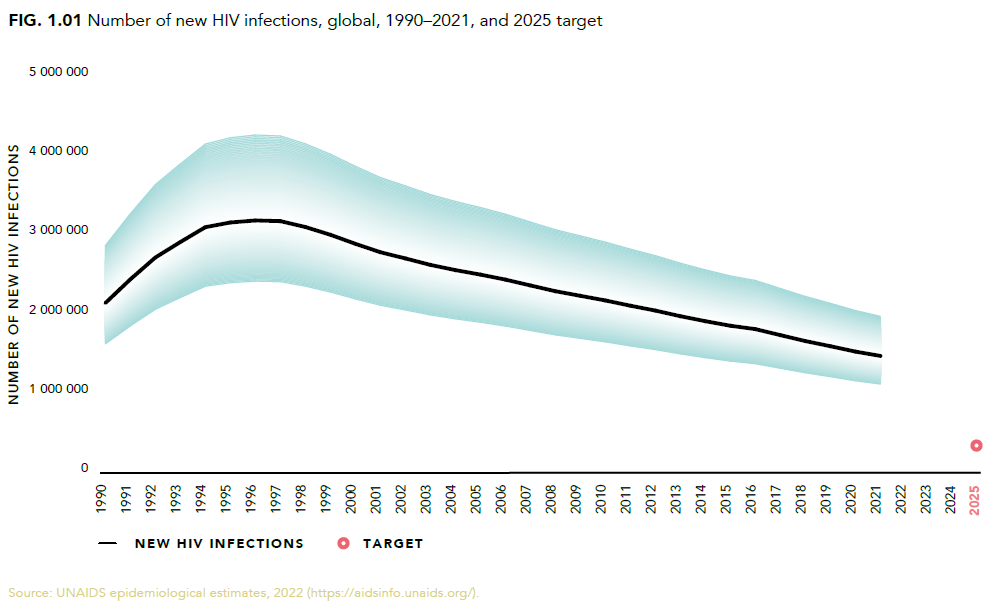 FIG. 1.01 Number of new HIV infections, global, 1990–2021, and 2025 target
NUMBER OF NEW HIV INFECTIONS
5 000 000
4 000 000
3 000 000
2 000 000
1 000 000
0
1990 1991 1992 1993 1994 1995 1996 1997 1998 1999 2000 2001 2002 2003 2004 2005 2006 2007 2008 2009 2010 2011 2012 2013 2014 2015 2016 2017 2018 2019 2020 2021 2022 2023 2024 2025
NEW HIV INFECTIONS TARGET
Source: UNAIDS epidemiological estimates, 2022 (https://aidsinfo.unaids.org/).